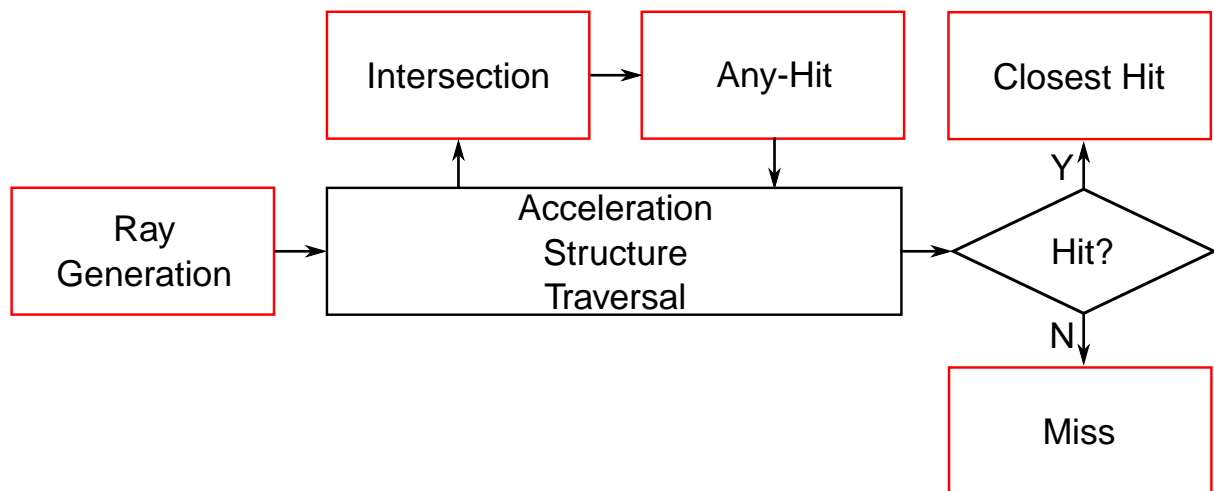 Intersection
Any-Hit
Closest Hit
Ray
Generation
Acceleration
Structure
Traversal
Y
Hit?
N
Miss